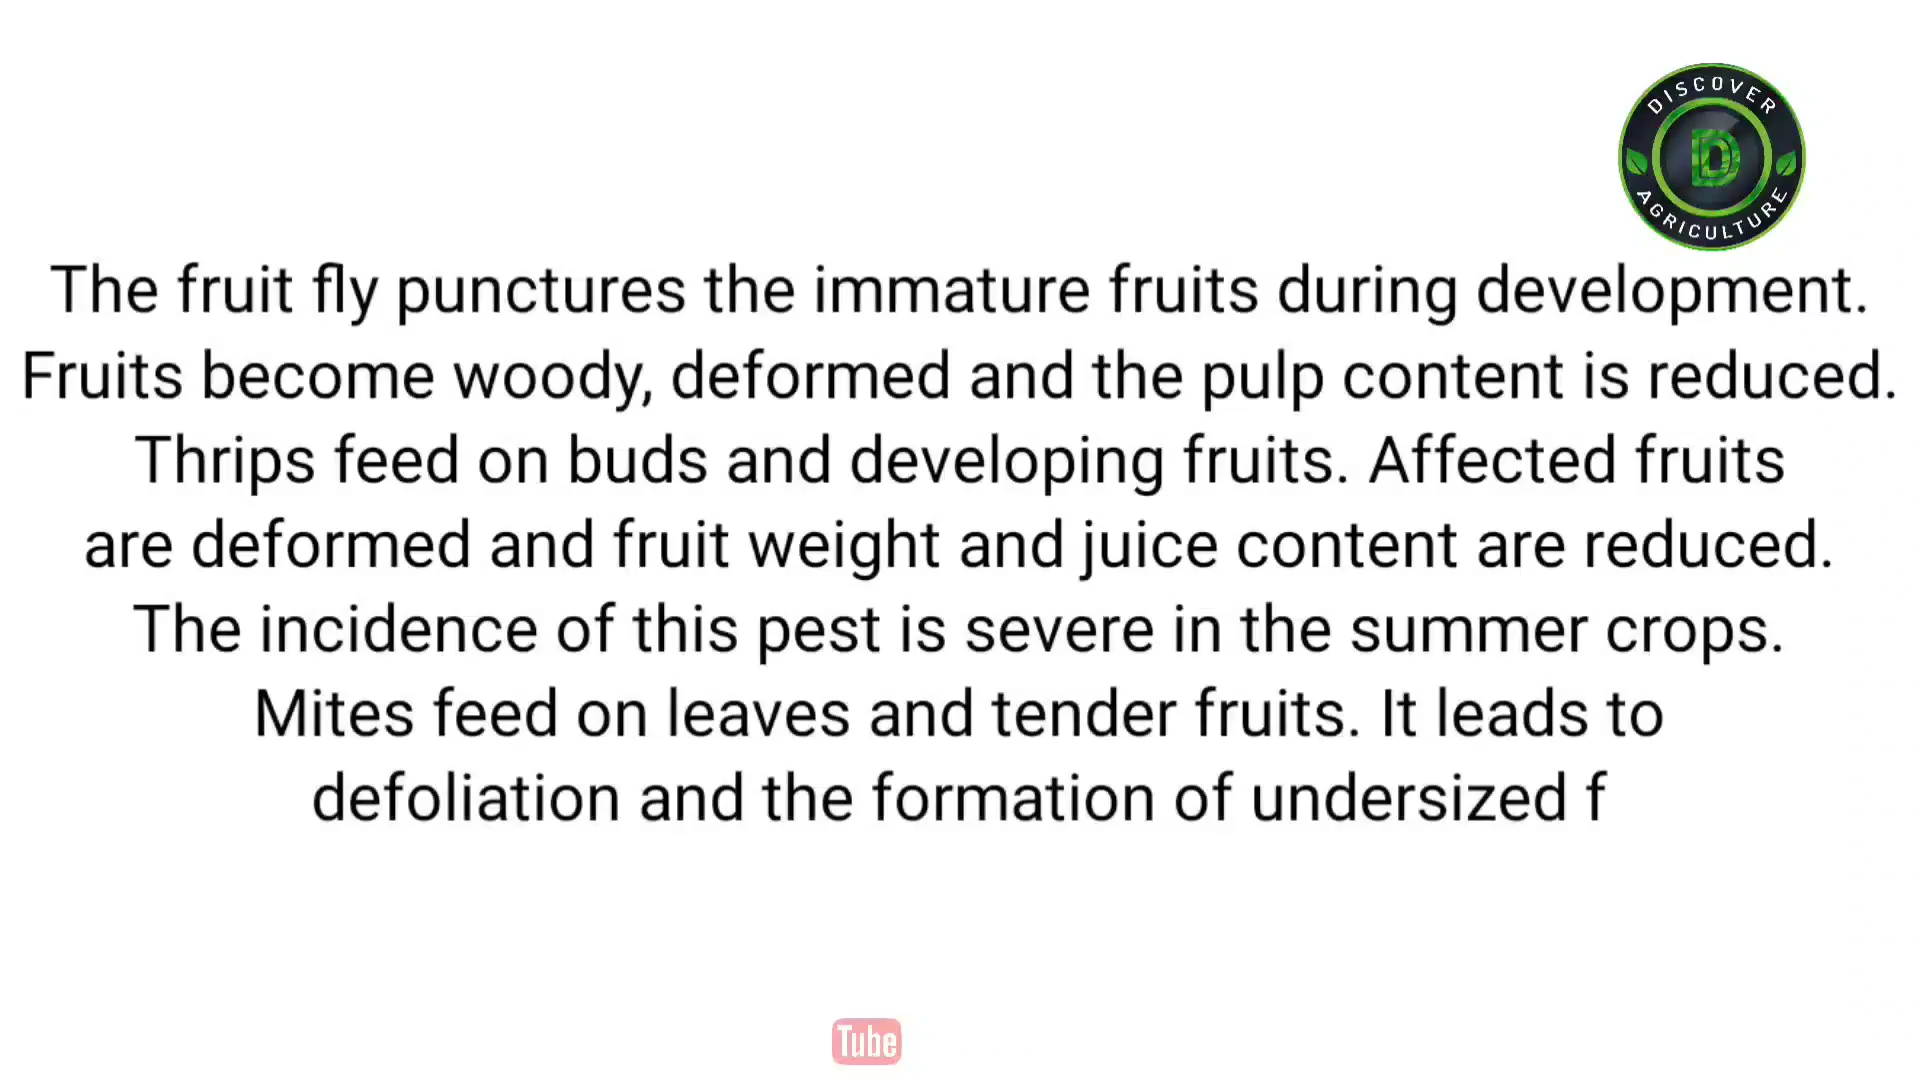 DISCOVER
D
AGRICULTURE
The fruit fly punctures the immature fruits during development.
Fruits become woody, deformed and the pulp content is reduced.
Thrips feed on buds and developing fruits. Affected fruits
are deformed and fruit weight and juice content are reduced.
The incidence of this pest is severe in the summer crops.
Mites feed on leaves and tender fruits. It leads to
defoliation and the formation of undersized f
Tube